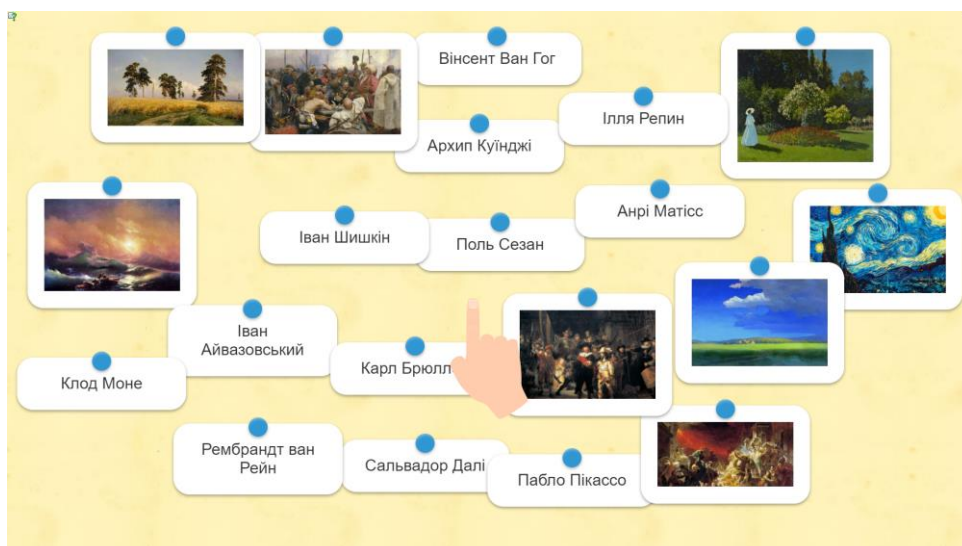 Вінсент Ван Гог
Ілля Репин
Архип Куїнджі
Анрі Матісс
Іван Шишкін
Поль Сезан
Іван
Айвазовський
Карл Брюлл
Клод Моне
Рембрандт ван
Рейн
Сальвадор Далі
Пабло Пікассо